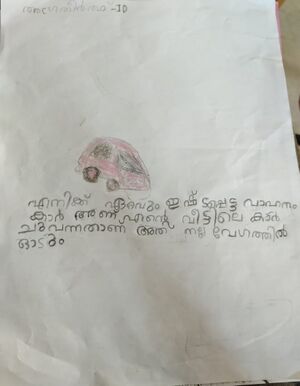 എനിക്ക് ഏറ്റവും ഇഷ്ടപ്പെട്ട വാഹനം
കാർ ആണ് എന്റെ വീട്ടിലെ കാർ
ചുവന്നതാണ് അത് നല്ല വേഗത്തിൽ
ഓടും